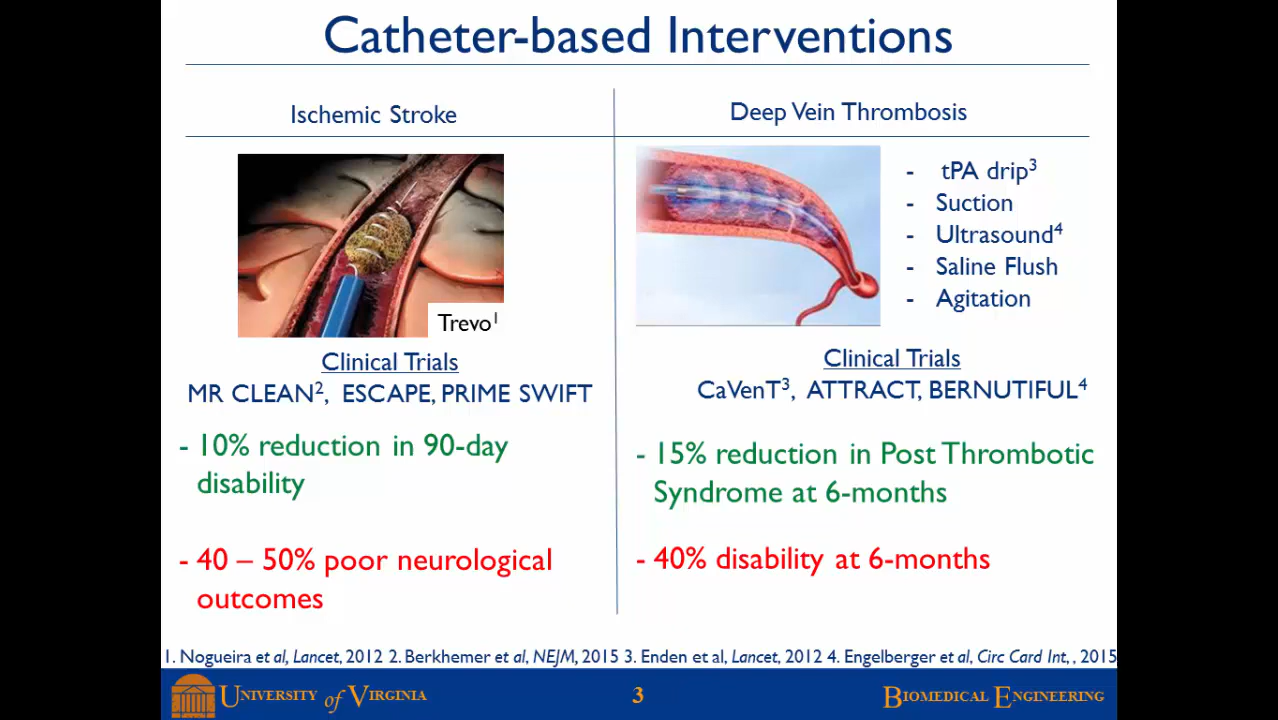 Catheter-based Interventions
Ischemic Stroke
Trevo¹
Clinical Trials
MR CLEAN², ESCAPE, PRIME SWIFT
- 10% reduction in 90-day
disability
- 40 – 50% poor neurological
outcomes
Deep Vein Thrombosis
- tPA drip³
- Suction
- Ultrasound⁴
- Saline Flush
- Agitation
Clinical Trials
CaVenT³, ATTRACT, BERNUTIFUL⁴
- 15% reduction in Post Thrombotic
Syndrome at 6-months
- 40% disability at 6-months
1. Nogueira et al, Lancet, 2012 2. Berkhemer et al, NEJM, 2015 3. Enden et al, Lancet, 2012 4. Engelberger et al, Circ Card Int, , 2015
UNIVERSITY of VIRGINIA
3
BIOMEDICAL ENGINEERING